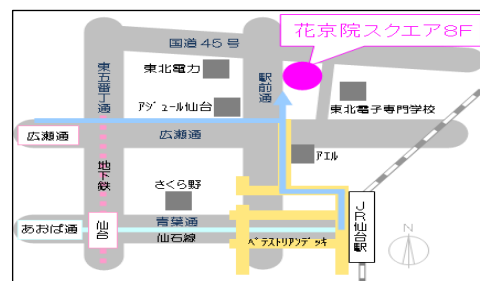 花京院スクエア8F
国道45号
東五番丁通
東北電力
駅前通
アジュール仙台
東北電子専門学校
広瀬通
広瀬通
アエル
地下鉄
さくら野
青葉通
あおば通
仙台
仙石線
ペデストリアンデッキ
JR仙台駅
N